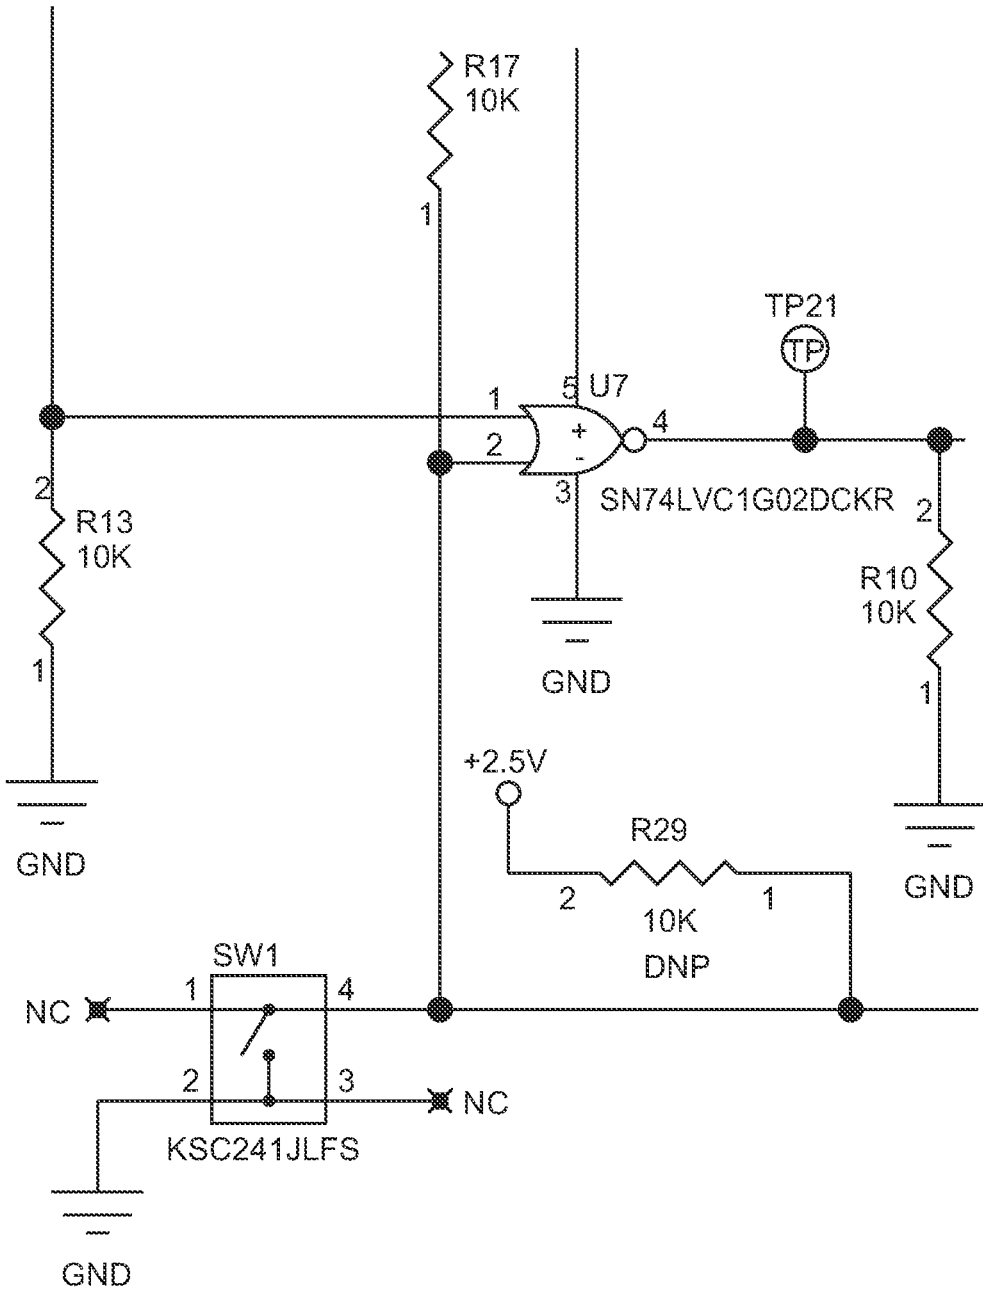 R17
10K
1
TP21
TP
1
5
U7
4
2
3
SN74LVC1G02DCKR
2
R13
10K
1
2
R10
10K
1
GND
+2.5V
R29
2
1
10K
DNP
GND
GND
SW1
NC
1
4
2
3
NC
KSC241JLFS
GND
+
-